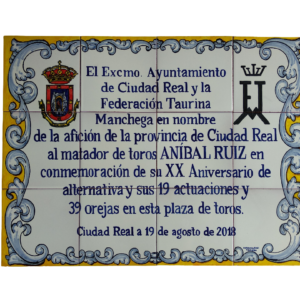 El Excmo. Ayuntamiento
de Ciudad Real y la
Federación Taurina
Manchega en nombre
de la afición de la provincia de Ciudad Real
al matador de toros ANÍBAL RUIZ en
conmemoración de su XX Aniversario de
alternativa y sus 19 actuaciones y
39 orejas en esta plaza de toros.
Ciudad Real a 19 de agosto de 2018